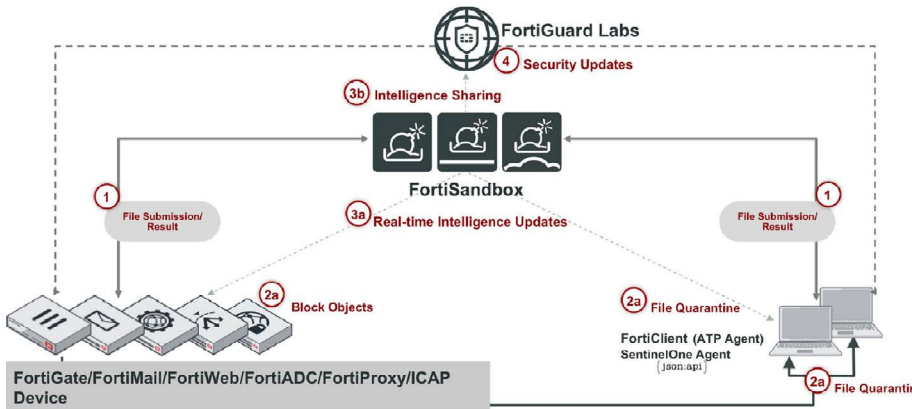 FortiGuard Labs
4 Security Updates
3b Intelligence Sharing
FortiSandbox
1
File Submission/
Result
3a Real-time Intelligence Updates
1
File Submission/
Result
2a Block Objects
2a File Quarantine
FortiClient (ATP Agent)
SentinelOne Agent
{json:api}
FortiGate/FortiMail/FortiWeb/FortiADC/FortiProxy/ICAP
Device
2a File Quarantin